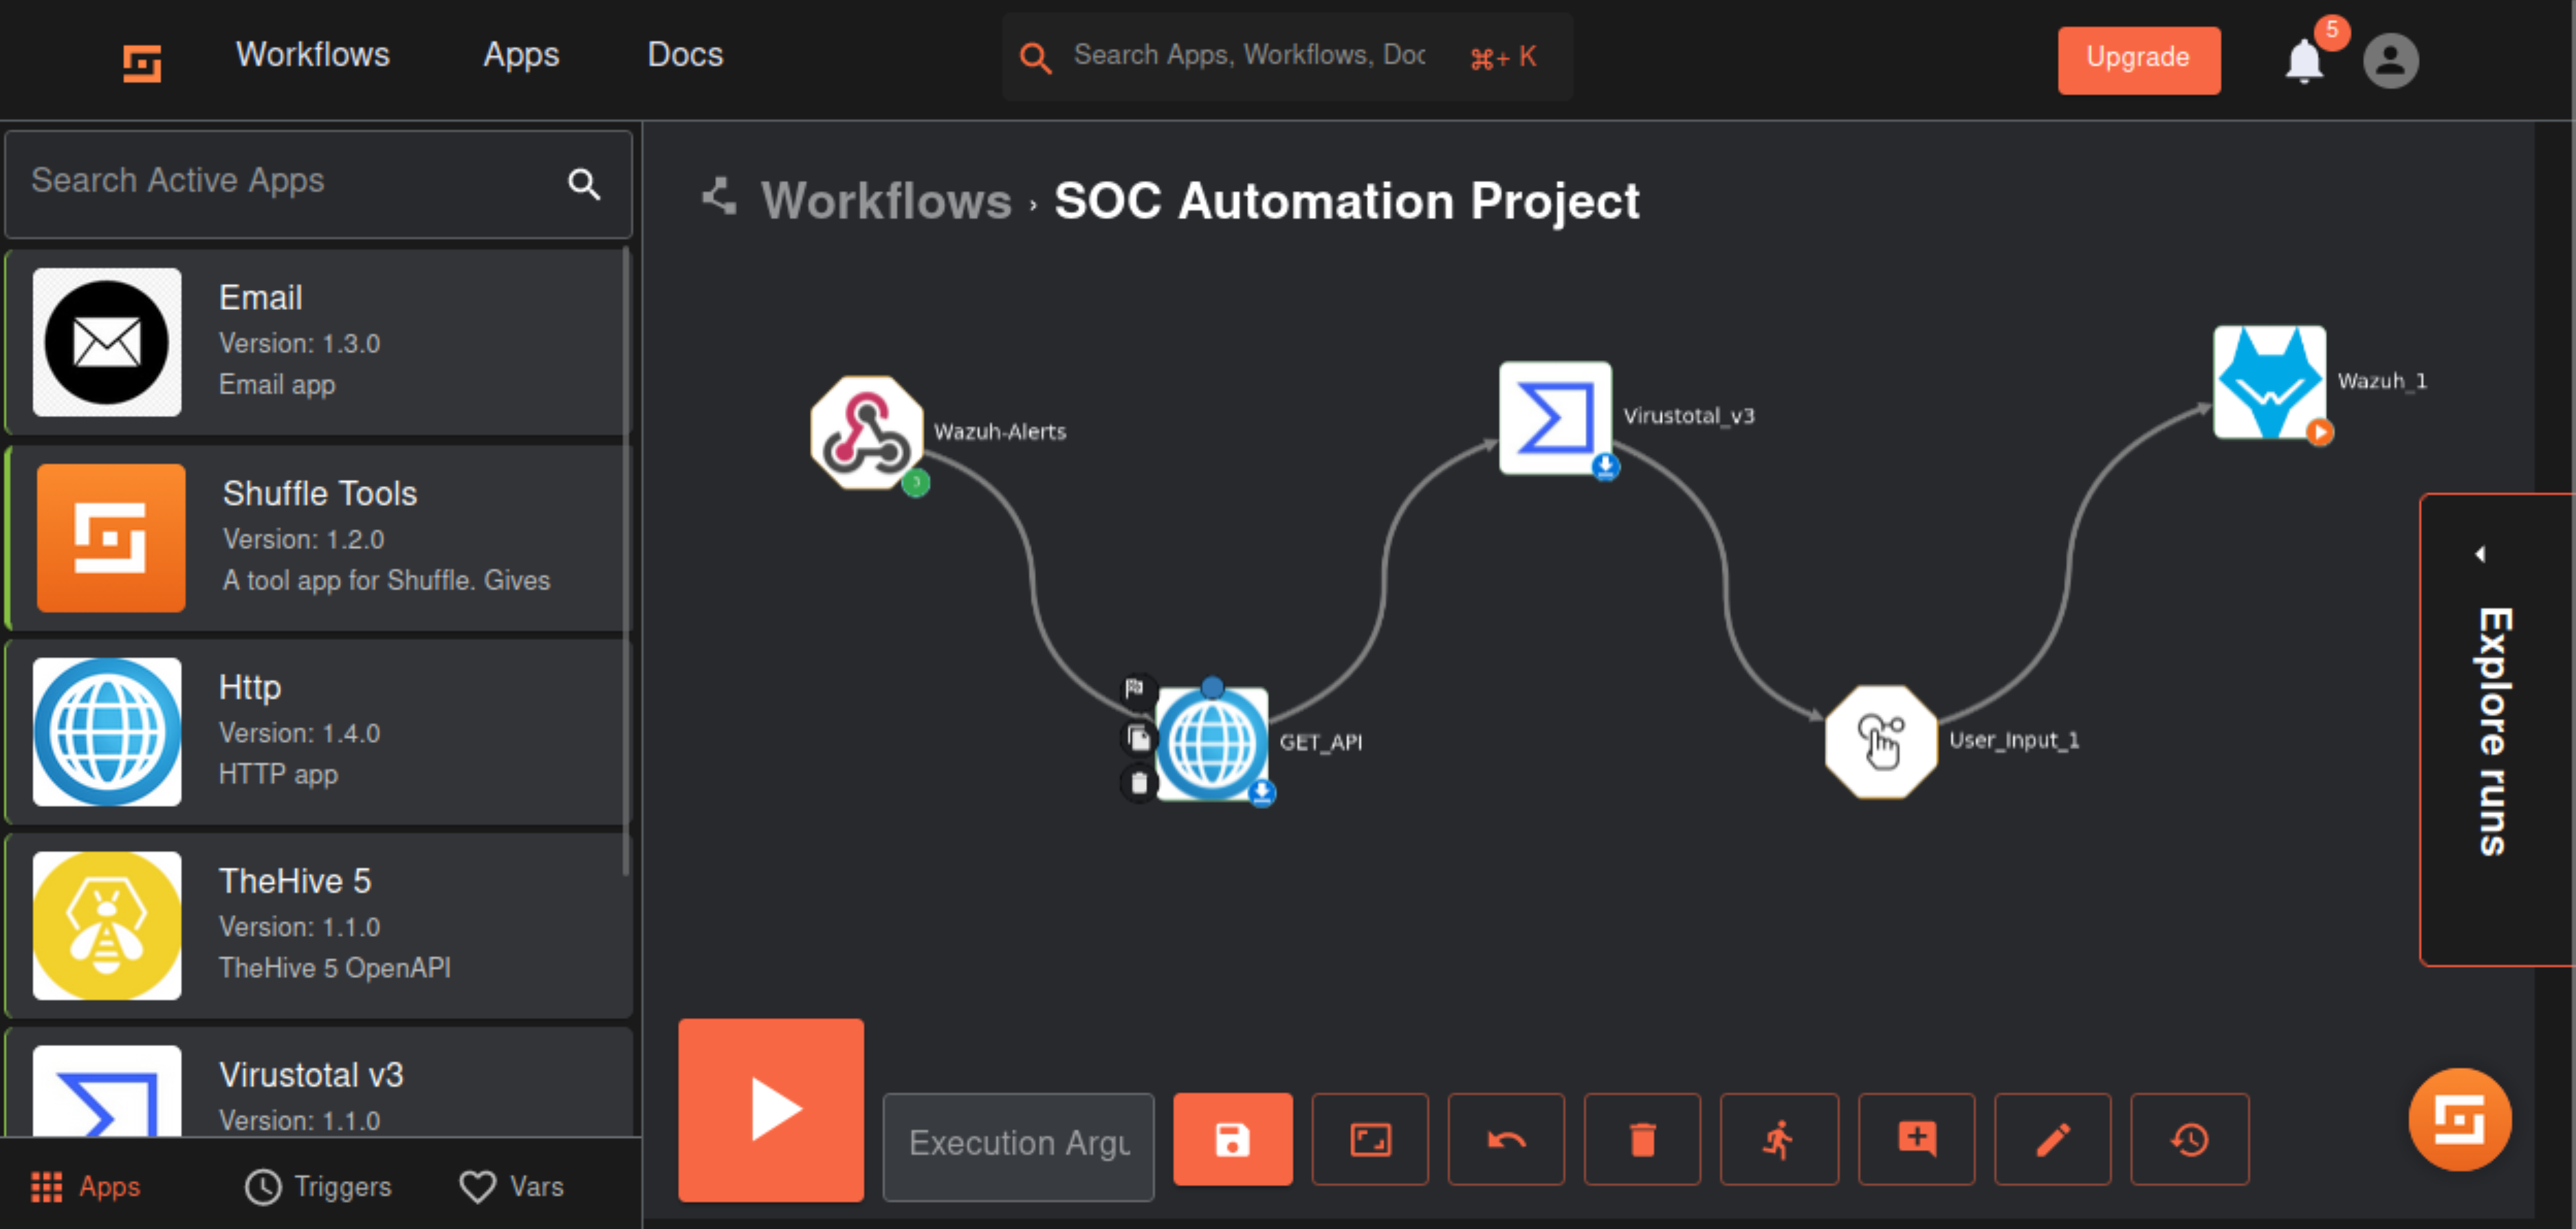 Workflows
Apps
Docs
Search Apps, Workflows, Doc
⌘+ K
Upgrade
5
Search Active Apps
Email
Version: 1.3.0
Email app
Shuffle Tools
Version: 1.2.0
A tool app for Shuffle. Gives
Http
Version: 1.4.0
HTTP app
TheHive 5
Version: 1.1.0
TheHive 5 OpenAPI
Virustotal v3
Version: 1.1.0
Apps
Triggers
Vars
Workflows › SOC Automation Project
Wazuh-Alerts
GET_API
Virustotal_v3
User_Input_1
Wazuh_1
Explore runs
Execution Argu